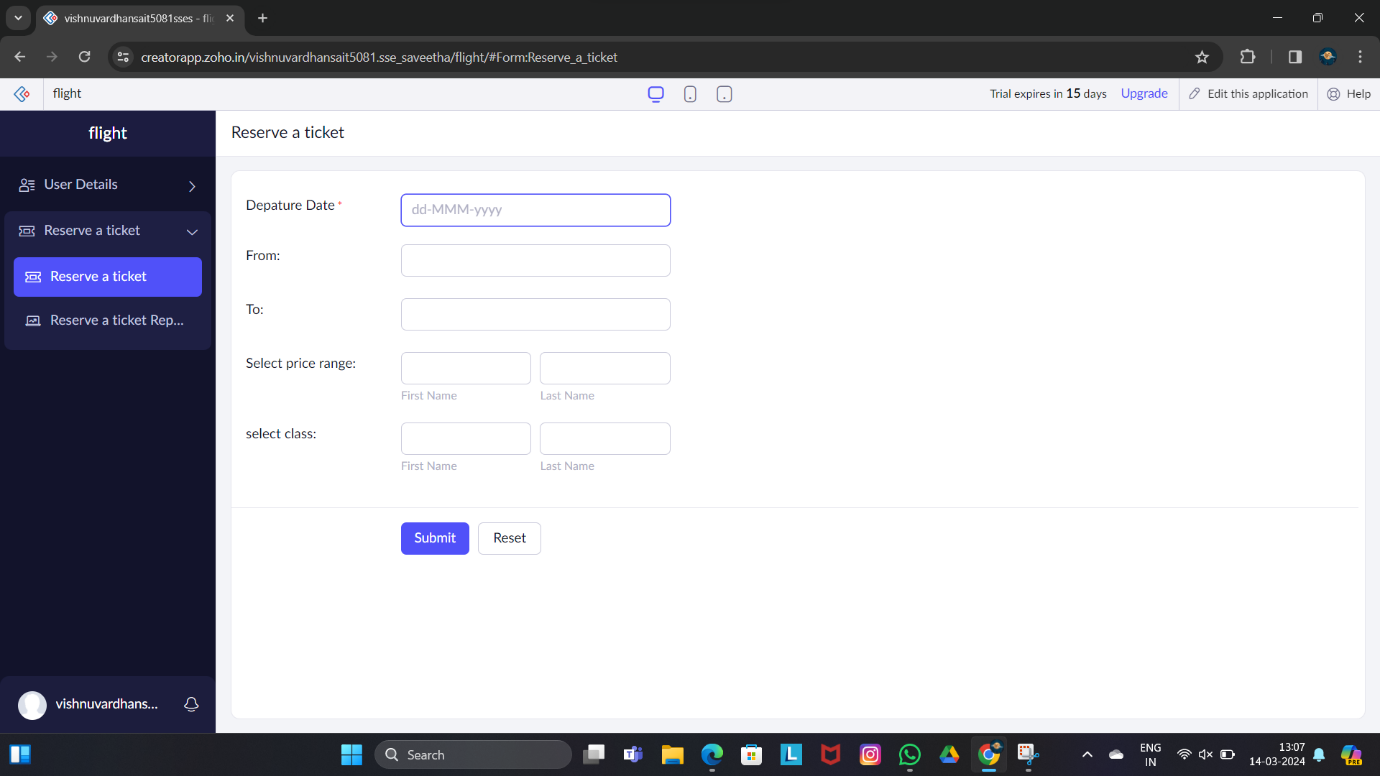 vishnuvardhansait5081sses - fli
creatorapp.zoho.in/vishnuvardhansait5081.sse_saveetha/flight/#Form:Reserve_a_ticket
flight
Trial expires in 15 days Upgrade Edit this application Help
flight
User Details
Reserve a ticket
Reserve a ticket
Reserve a ticket Rep...
vishnuvardhans...
Reserve a ticket
Depature Date *
dd-MMM-yyyy
From:
To:
Select price range:
First Name Last Name
select class:
First Name Last Name
Submit Reset
Search
T
L
PRE
ENG
IN
13:07
14-03-2024